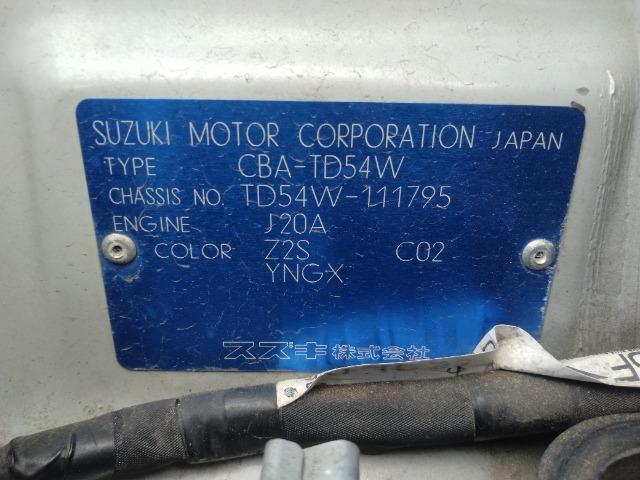 SUZUKI MOTOR CORPORATION JAPAN
TYPE CBA-TD54W
CHASSIS NO. TD54W-111795
ENGINE J20A
COLOR Z2S C02
YNGX
スズキ株式会社